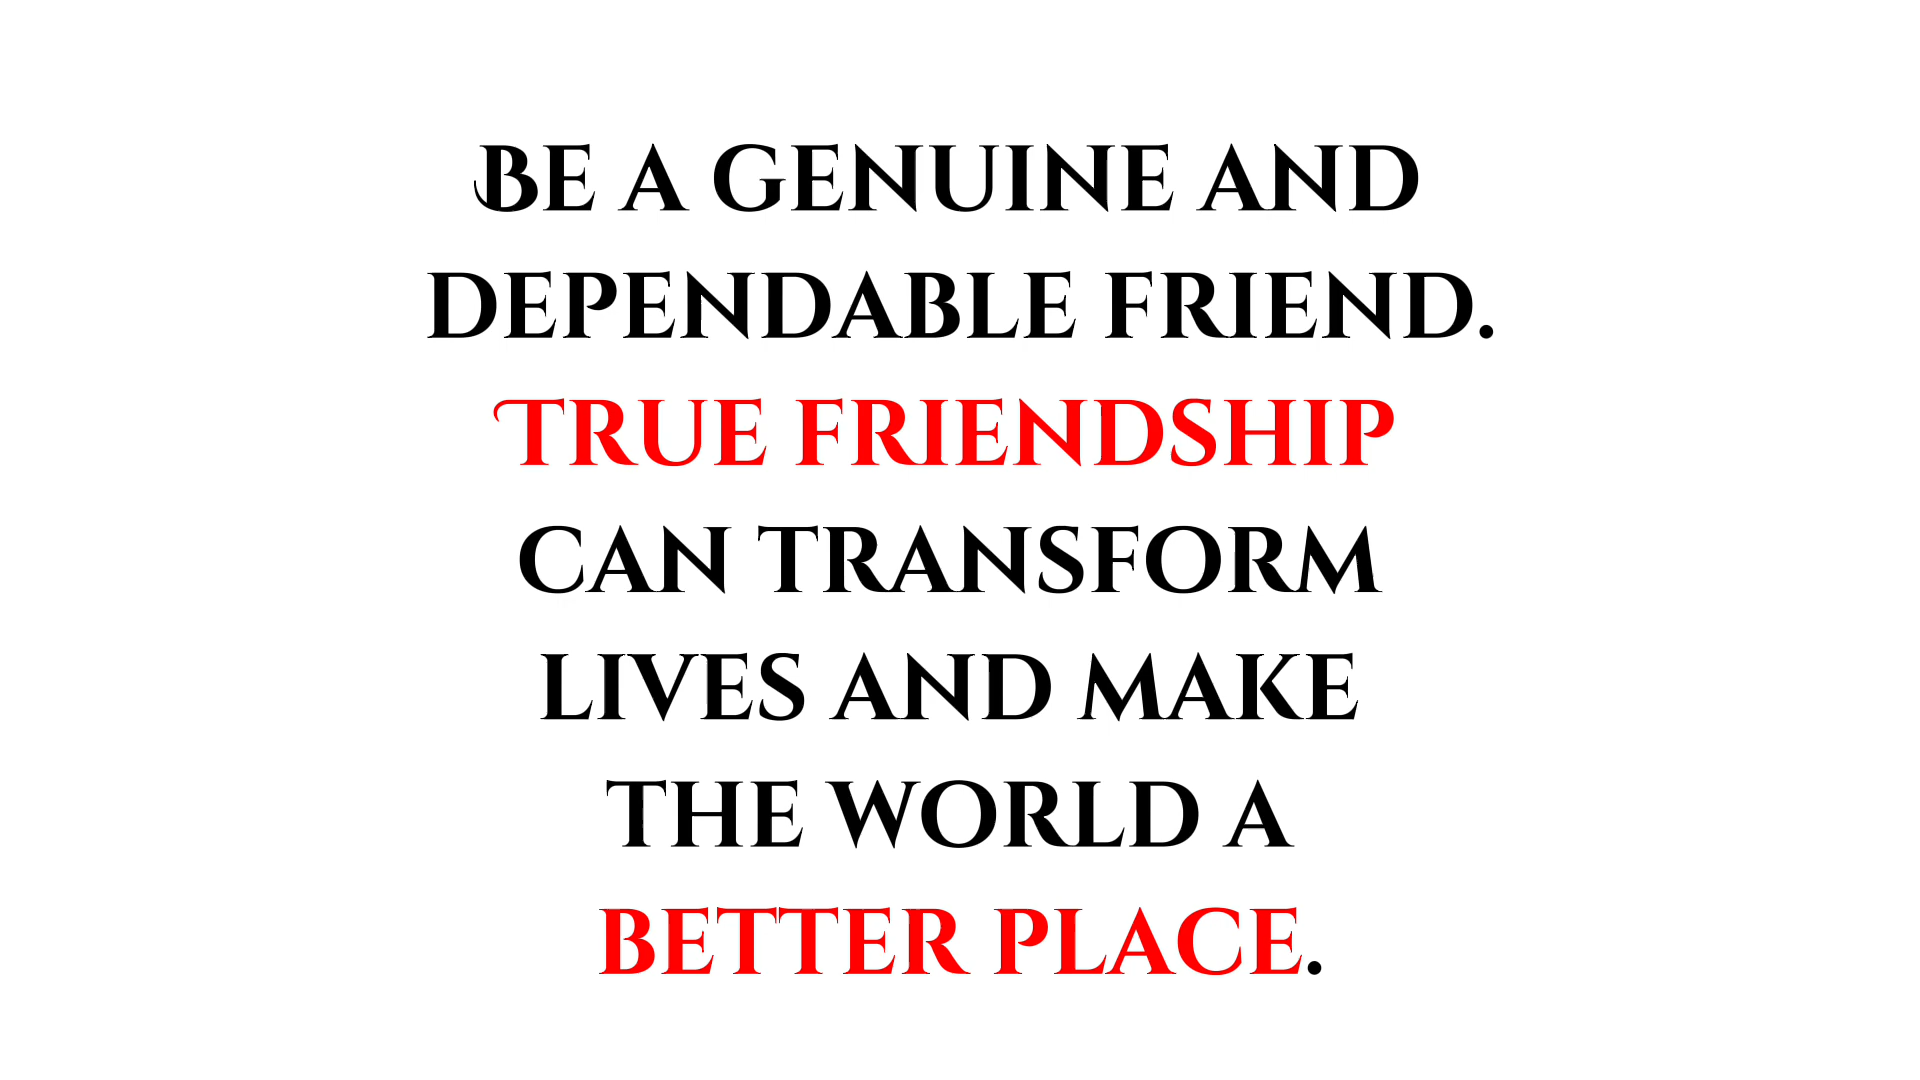 Be a genuine and
dependable friend.
True friendship
can transform
lives and make
the world a
better place.